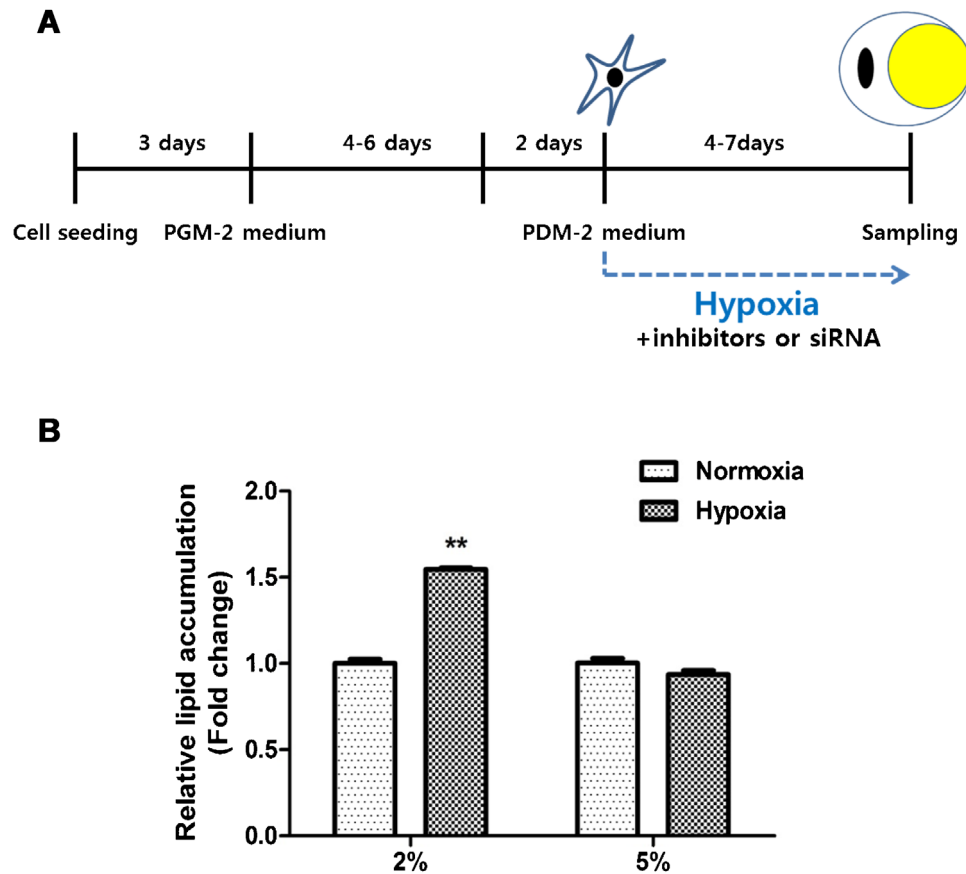 A
3 days
4-6 days
2 days
4-7days
Cell seeding
PGM-2 medium
PDM-2 medium
Sampling
Hypoxia
+inhibitors or siRNA
B
Normoxia
Hypoxia
Relative lipid accumulation
(Fold change)
2.0
1.5
1.0
0.5
0.0
**
2%
5%